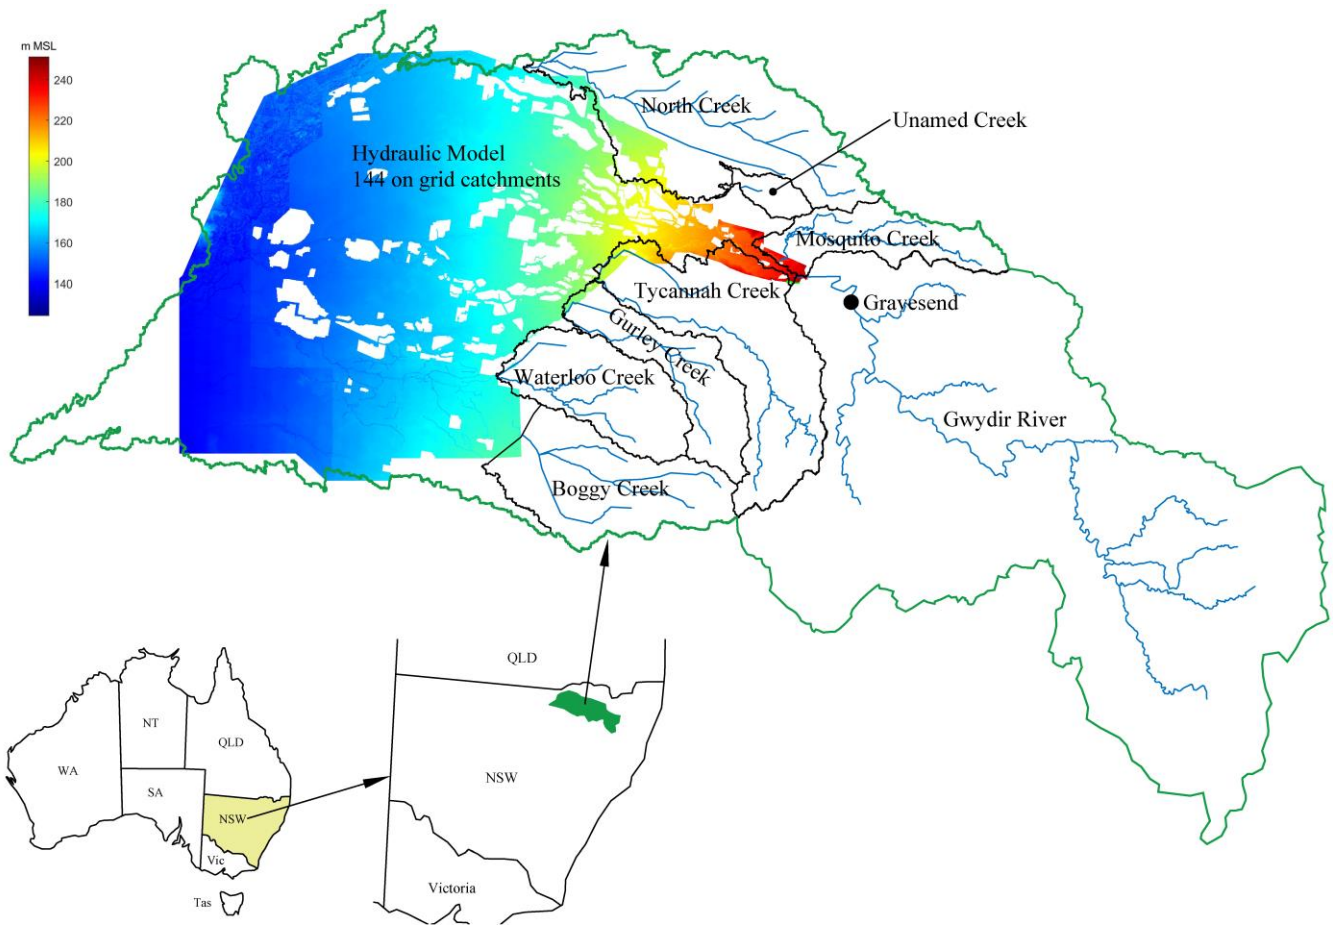 m MSL
240
220
200
180
160
140
North Creek
Unamed Creek
Hydraulic Model
144 on grid catchments
Mosquito Creek
Tycannah Creek
Gravesend
Gurley Creek
Waterloo Creek
Gwydir River
Boggy Creek
QLD
NSW
Victoria
NT
QLD
WA
SA
NSW
Vic
Tas